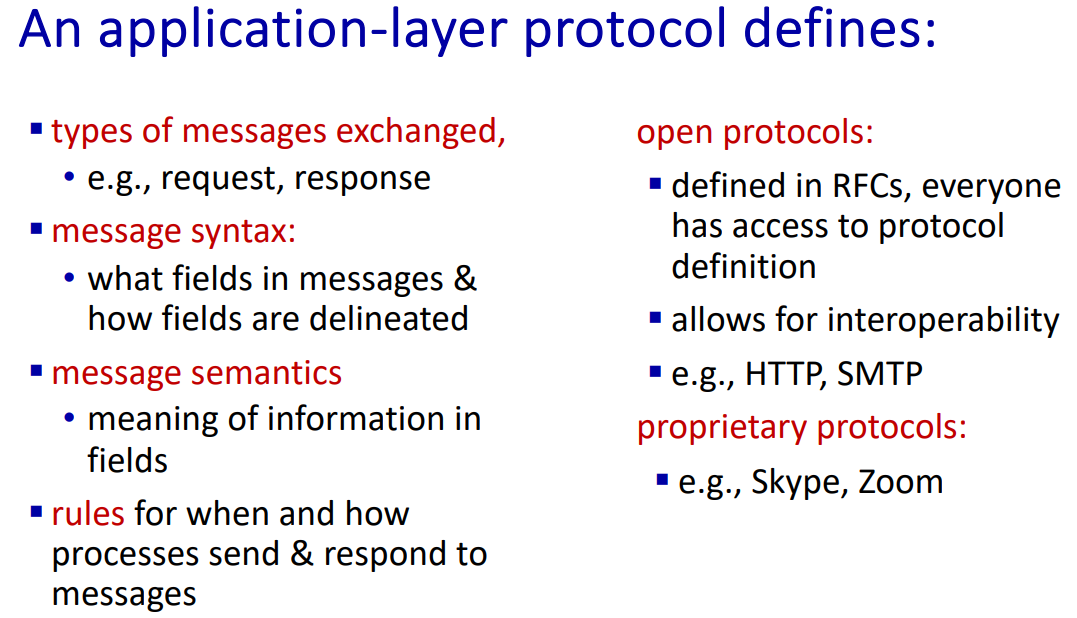 An application-layer protocol defines:
▪ types of messages exchanged,
• e.g., request, response
▪ message syntax:
• what fields in messages &
how fields are delineated
▪ message semantics
• meaning of information in
fields
▪ rules for when and how
processes send & respond to
messages
open protocols:
▪ defined in RFCs, everyone
has access to protocol
definition
▪ allows for interoperability
▪ e.g., HTTP, SMTP
proprietary protocols:
▪ e.g., Skype, Zoom